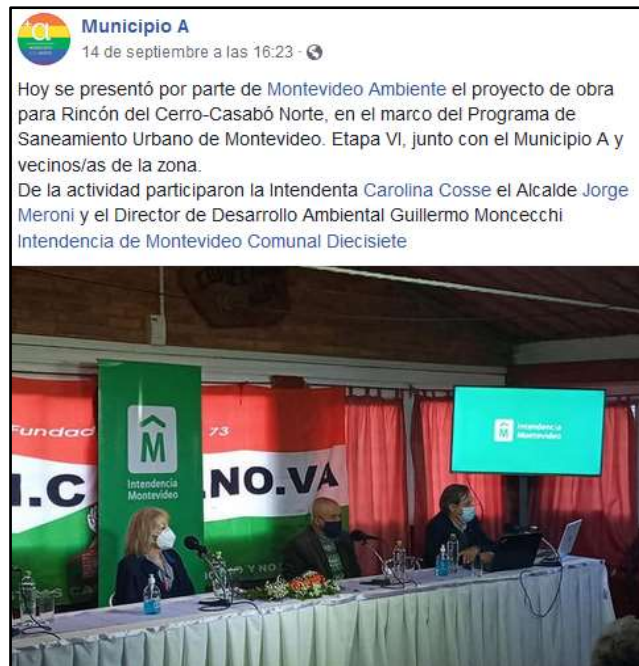 Municipio A
14 de septiembre a las 16:23 ·
Hoy se presentó por parte de Montevideo Ambiente el proyecto de obra
para Rincón del Cerro-Casabó Norte, en el marco del Programa de
Saneamiento Urbano de Montevideo. Etapa VI, junto con el Municipio A y
vecinos/as de la zona.
De la actividad participaron la Intendenta Carolina Cosse el Alcalde Jorge
Meroni y el Director de Desarrollo Ambiental Guillermo Moncecchi
Intendencia de Montevideo Comunal Diecisiete
Fundad
73
.C
.NO.VA
M
Intendencia
Montevideo
Intendencia
Montevideo
Y NO